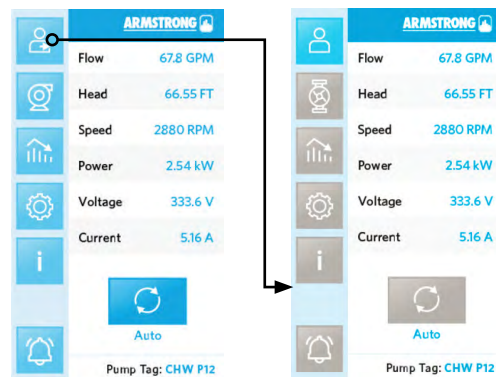 ARMSTRONG
Flow 67.8 GPM
Head 66.55 FT
Speed 2880 RPM
Power 2.54 kW
Voltage 333.6 V
Current 5.16 A
i
Auto
Pump Tag: CHW P12
ARMSTRONG
Flow 67.8 GPM
Head 66.55 FT
Speed 2880 RPM
Power 2.54 kW
Voltage 333.6 V
Current 5.16 A
i
Auto
Pump Tag: CHW P12